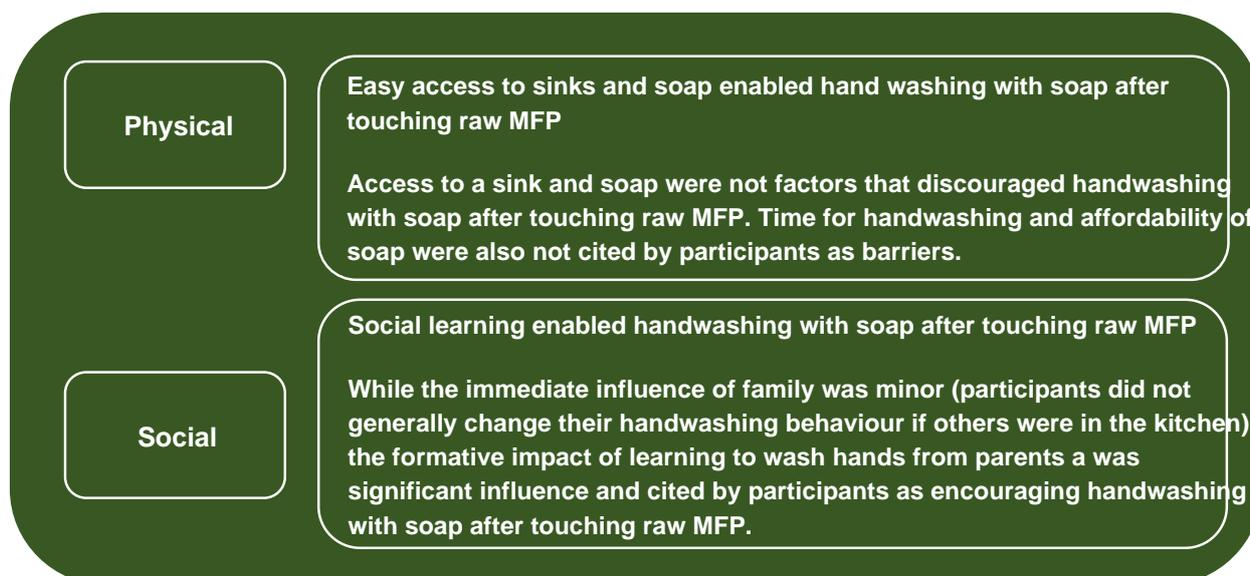 Physical
Easy access to sinks and soap enabled hand washing with soap after
touching raw MFP
Access to a sink and soap were not factors that discouraged handwashing
with soap after touching raw MFP. Time for handwashing and affordability of
soap were also not cited by participants as barriers.
Social
Social learning enabled handwashing with soap after touching raw MFP
While the immediate influence of family was minor (participants did not
generally change their handwashing behaviour if others were in the kitchen)
the formative impact of learning to wash hands from parents a was
significant influence and cited by participants as encouraging handwashing
with soap after touching raw MFP.